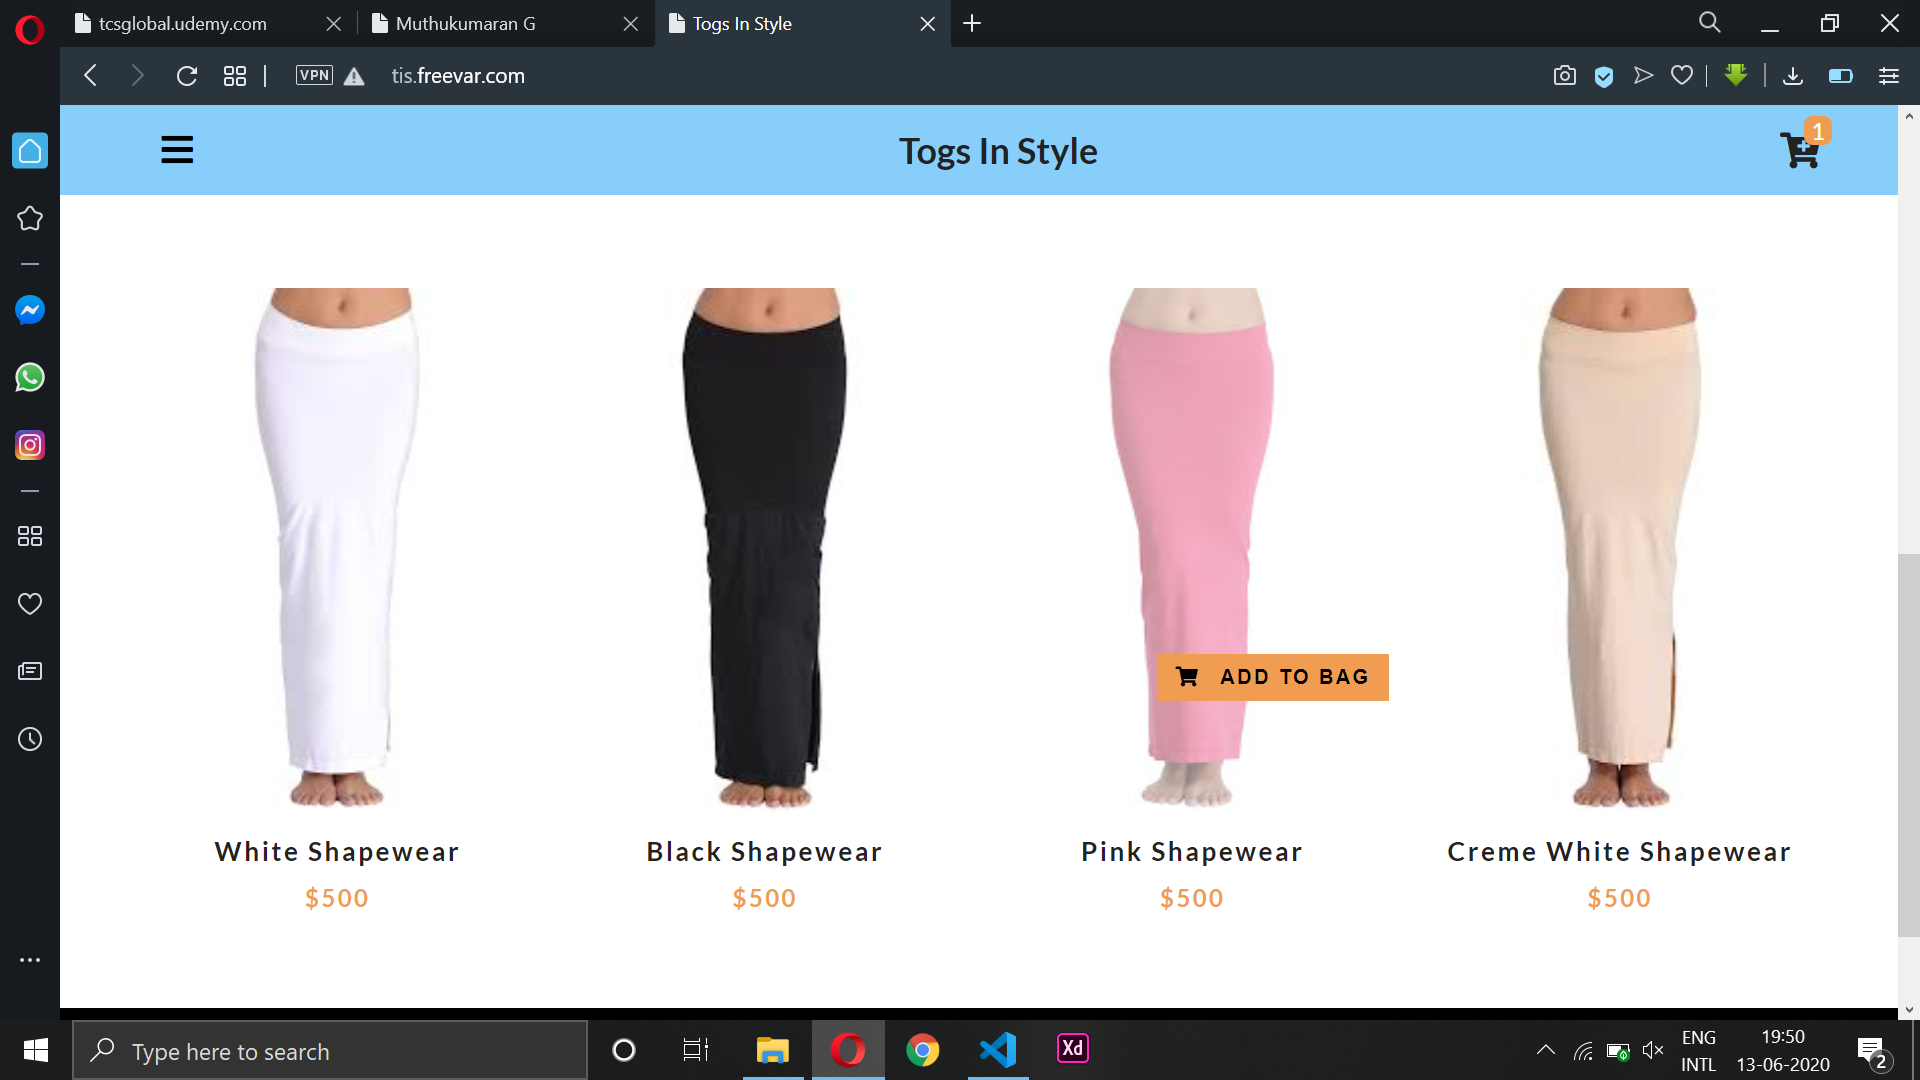 tcsglobal.udemy.com
Muthukumaran G
Togs In Style
VPN
tis.freevar.com
Togs In Style
1
ADD TO BAG
White Shapewear
Black Shapewear
Pink Shapewear
Creme White Shapewear
$500
$500
$500
$500
Type here to search
Xd
ENG
INTL
19:50
13-06-2020
2